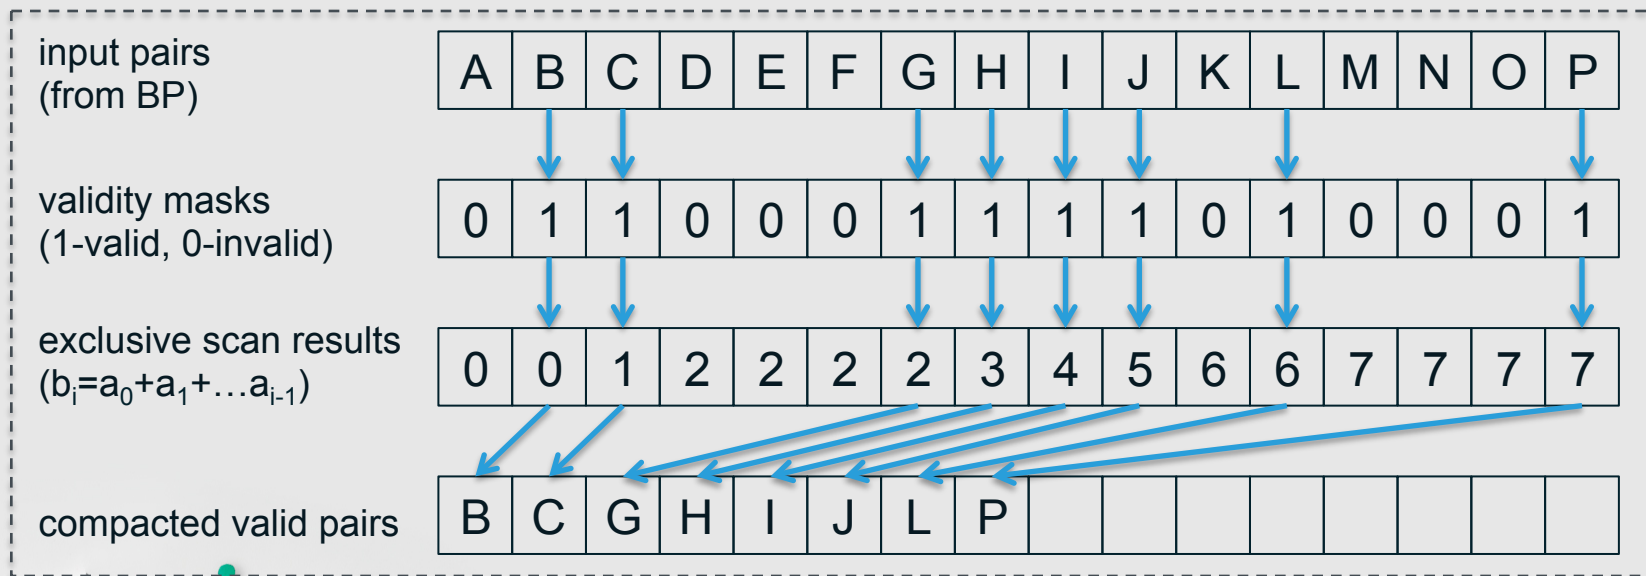 input pairs
(from BP)
A B C D E F G H I J K L M N O P
validity masks
(1-valid, 0-invalid)
0 1 1 0 0 0 1 1 1 1 0 1 0 0 0 1
exclusive scan results
(bᵢ=a₀+a₁+…aᵢ₋₁)
0 0 1 2 2 2 2 3 4 5 6 6 7 7 7 7
compacted valid pairs
B C G H I J L P